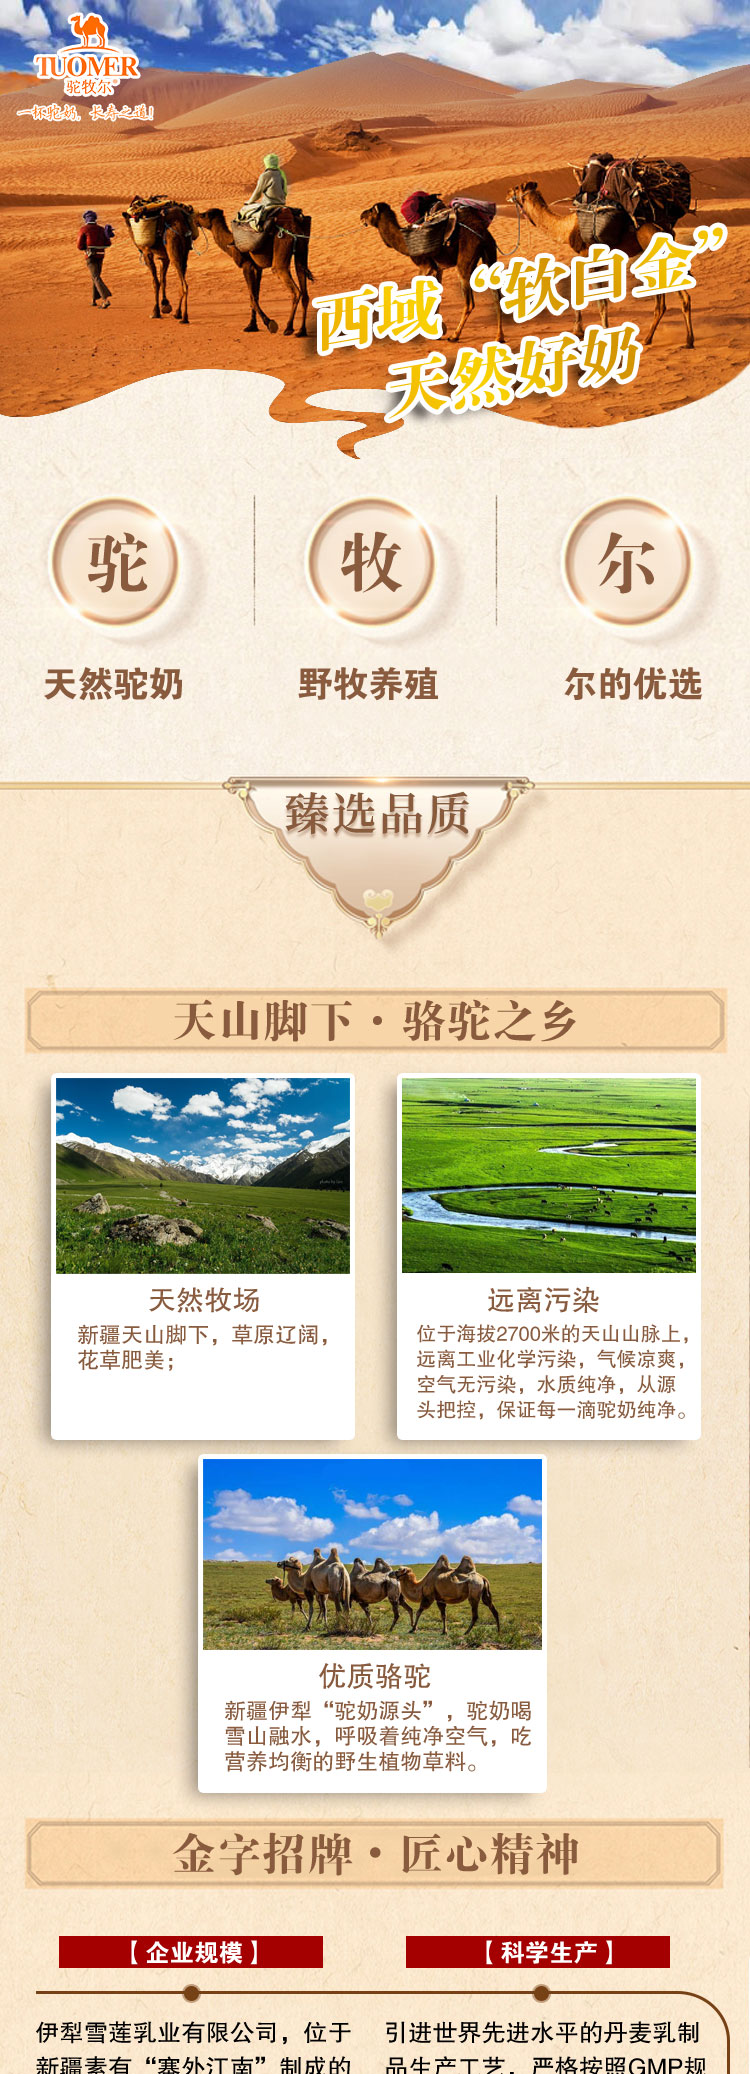 TUOMER
驼牧尔®
一杯驼奶，长寿之道！
西域“软白金”
天然好奶
驼
牧
尔
天然驼奶
野牧养殖
尔的优选
臻选品质
天山脚下·骆驼之乡
天然牧场
新疆天山脚下，草原辽阔，
花草肥美；
远离污染
位于海拔2700米的天山山脉上，
远离工业化学污染，气候凉爽，
空气无污染，水质纯净，从源
头把控，保证每一滴驼奶纯净。
优质骆驼
新疆伊犁“驼奶源头”，驼奶喝
雪山融水，呼吸着纯净空气，吃
营养均衡的野生植物草料。
金字招牌·匠心精神
【企业规模】
伊犁雪莲乳业有限公司，位于
新疆素有“塞外江南”制成的
【科学生产】
引进世界先进水平的丹麦乳制
品生产工艺，严格按照GMP规